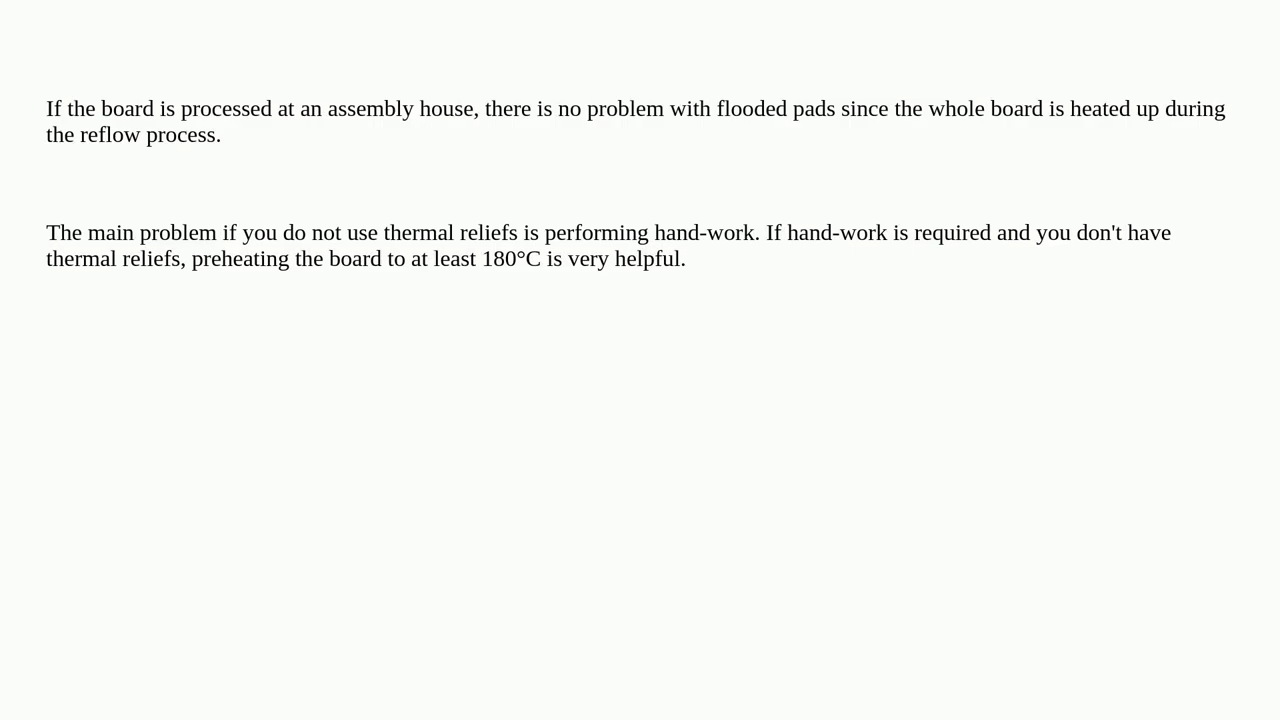 If the board is processed at an assembly house, there is no problem with flooded pads since the whole board is heated up during
the reflow process.
The main problem if you do not use thermal reliefs is performing hand-work. If hand-work is required and you don't have
thermal reliefs, preheating the board to at least 180°C is very helpful.